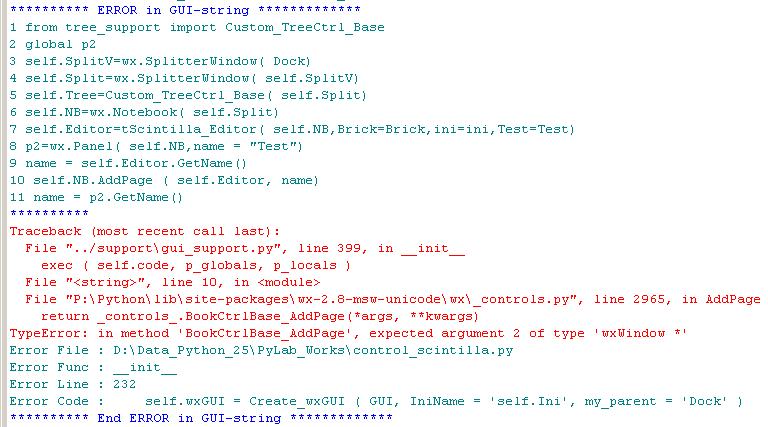 ********** ERROR in GUI-string *************
1 from tree_support import Custom_TreeCtrl_Base
2 global p2
3 self.SplitV=wx.SplitterWindow( Dock)
4 self.Split=wx.SplitterWindow( self.SplitV)
5 self.Tree=Custom_TreeCtrl_Base( self.Split)
6 self.NB=wx.Notebook( self.Split)
7 self.Editor=tScintilla_Editor( self.NB,Brick=Brick,ini=ini,Test=Test)
8 p2=wx.Panel( self.NB,name = "Test")
9 name = self.Editor.GetName()
10 self.NB.AddPage ( self.Editor, name)
11 name = p2.GetName()
**********
Traceback (most recent call last):
  File "../support\gui_support.py", line 399, in __init__
    exec ( self.code, p_globals, p_locals )
  File "<string>", line 10, in <module>
  File "P:\Python\lib\site-packages\wx-2.8-msw-unicode\wx\_controls.py", line 2965, in AddPage
    return _controls_.BookCtrlBase_AddPage(*args, **kwargs)
TypeError: in method 'BookCtrlBase_AddPage', expected argument 2 of type 'wxWindow *'
Error File : D:\Data_Python_25\PyLab_Works\control_scintilla.py
Error Func : __init__
Error Line : 232
Error Code :     self.wxGUI = Create_wxGUI ( GUI, IniName = 'self.Ini', my_parent = 'Dock' )
********** End ERROR in GUI-string *************